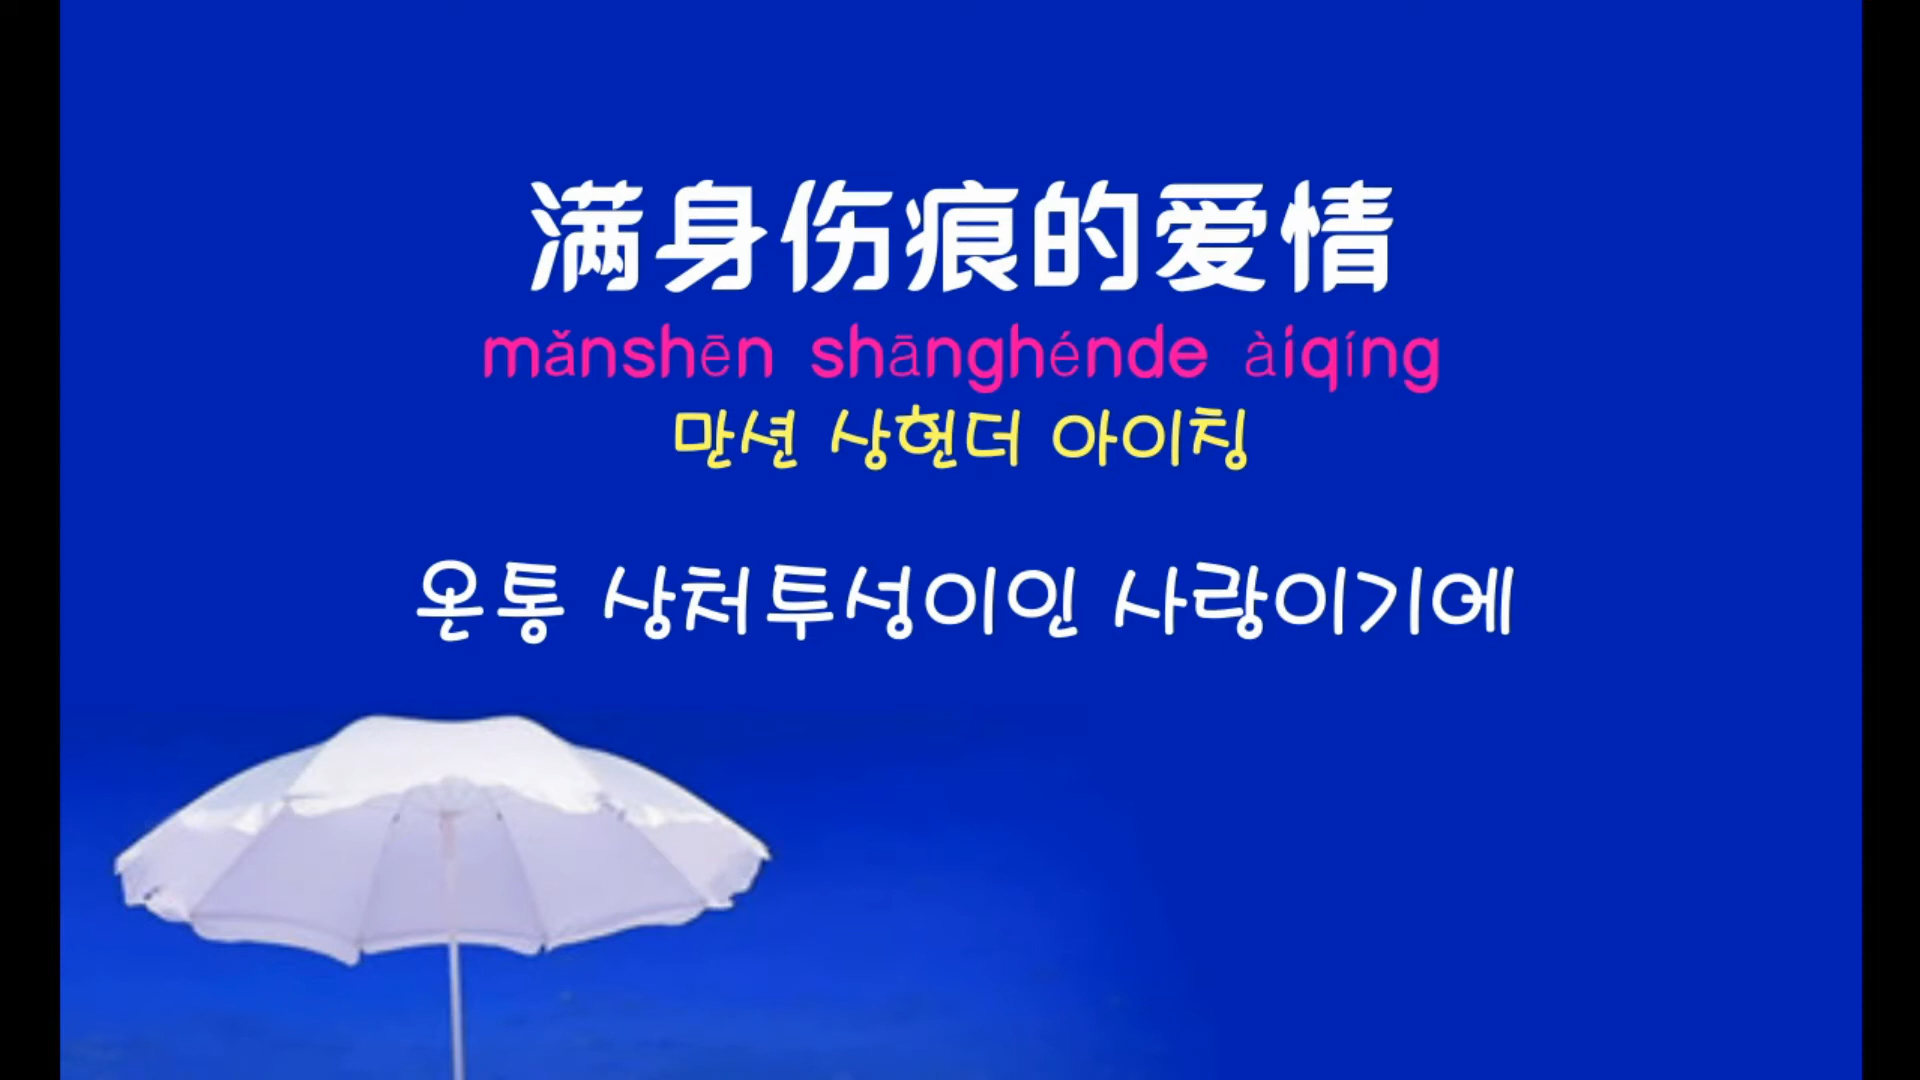 满身伤痕的爱情
mǎnshēn shānghénde àiqíng
만션 상헌더 아이칭
온통 상처투성이인 사랑이기에